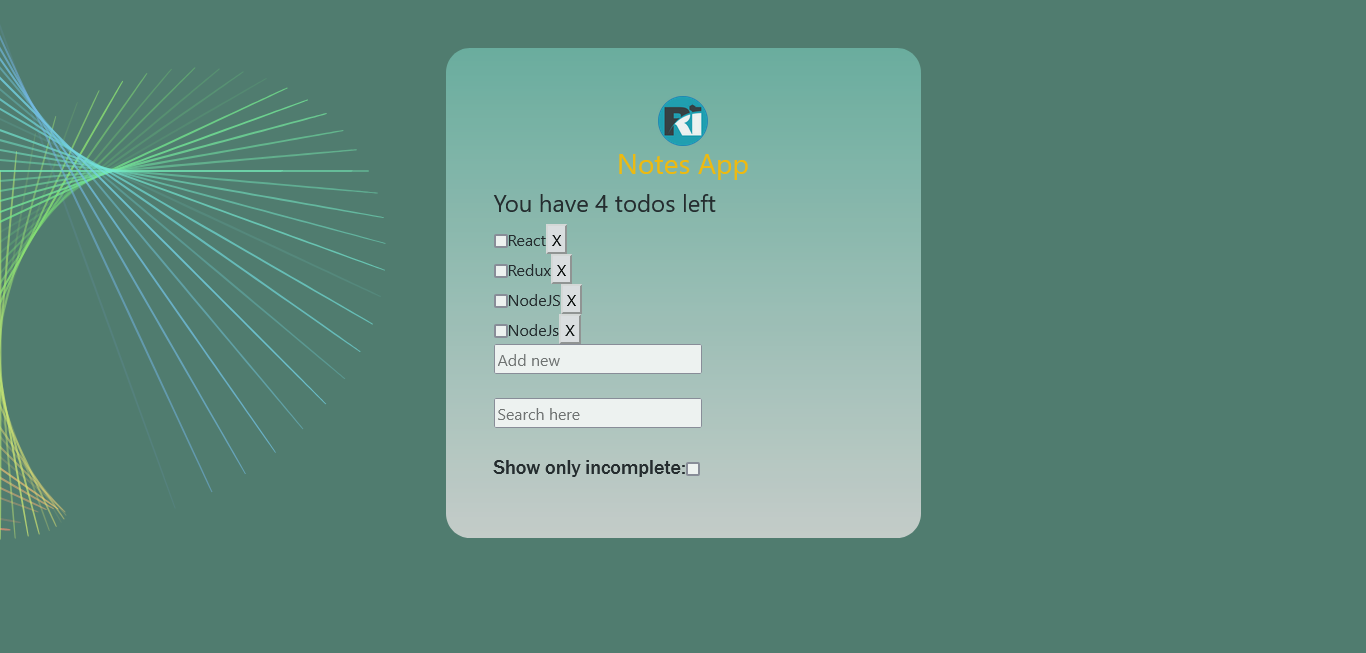 Ri
Notes App
You have 4 todos left
React X
Redux X
NodeJS X
NodeJs X
Add new
Search here
Show only incomplete: